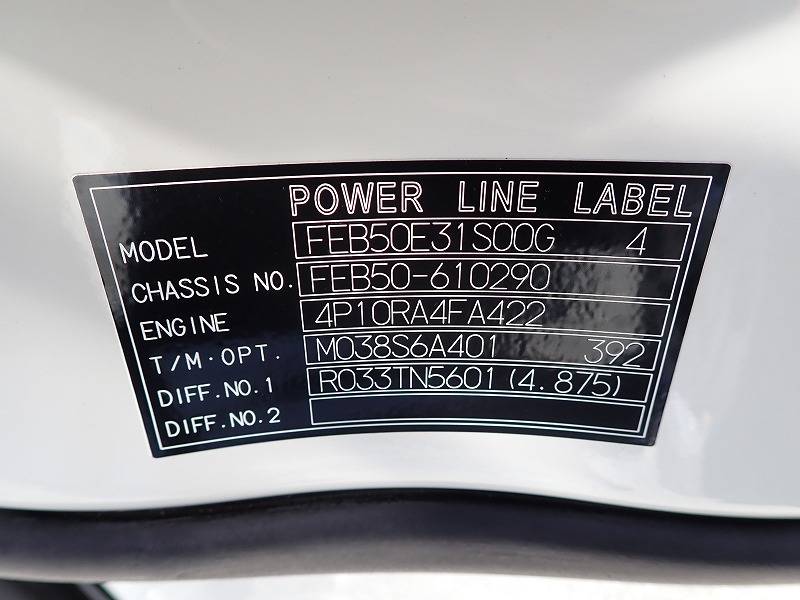 POWER LINE LABEL
MODEL FEB50E31S00G 4
CHASSIS NO. FEB50-610290
ENGINE 4P10RA4FA422
T/M·OPT. M038S6A401 392
DIFF.NO.1 R033TN5601(4.875)
DIFF.NO.2